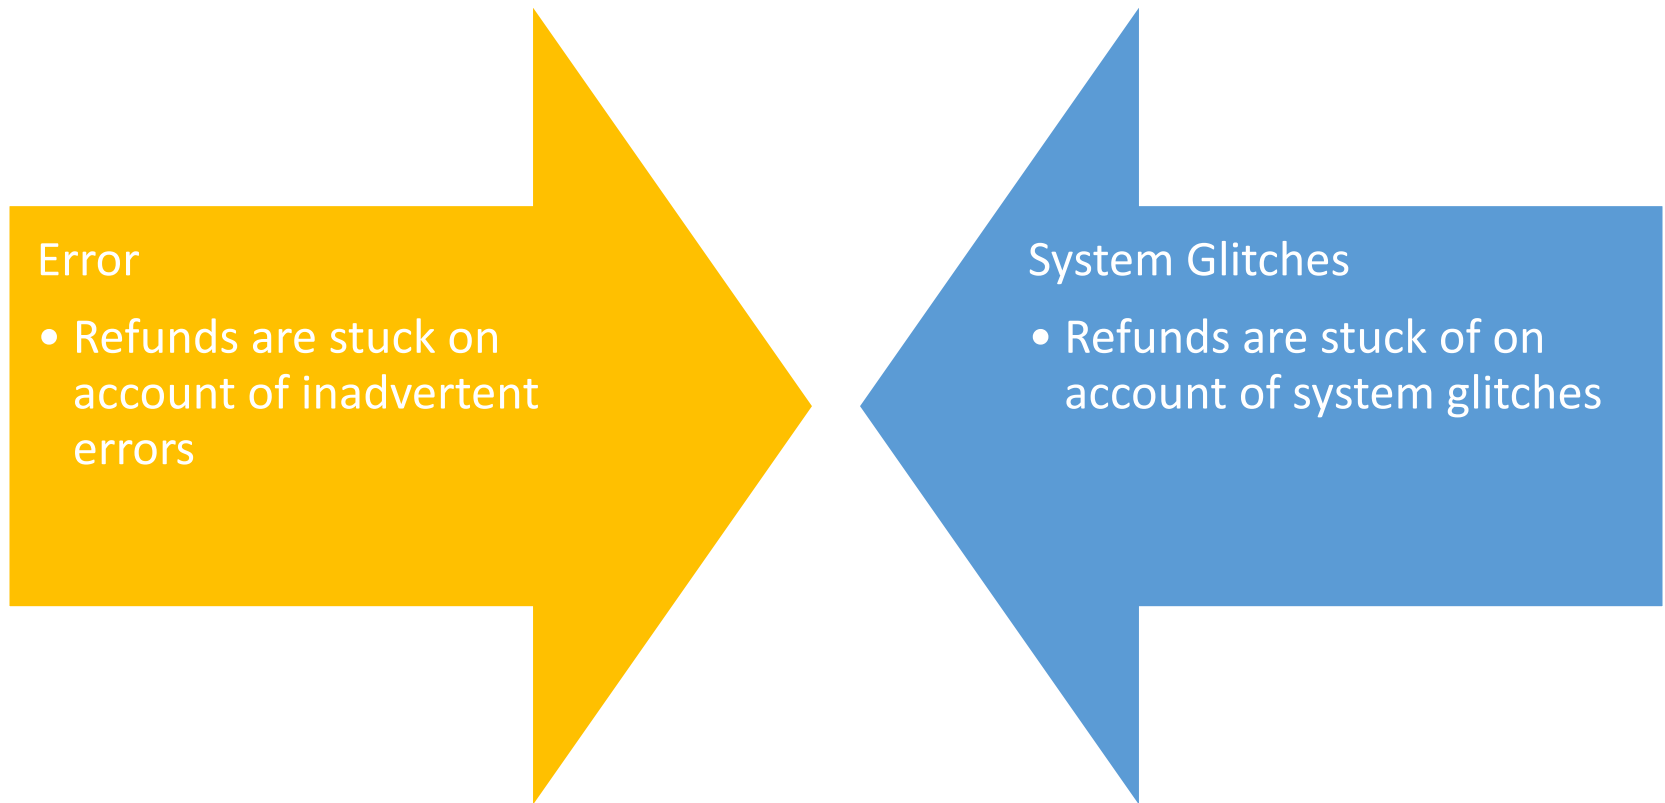 Error
• Refunds are stuck on
account of inadvertent
errors
System Glitches
• Refunds are stuck of on
account of system glitches